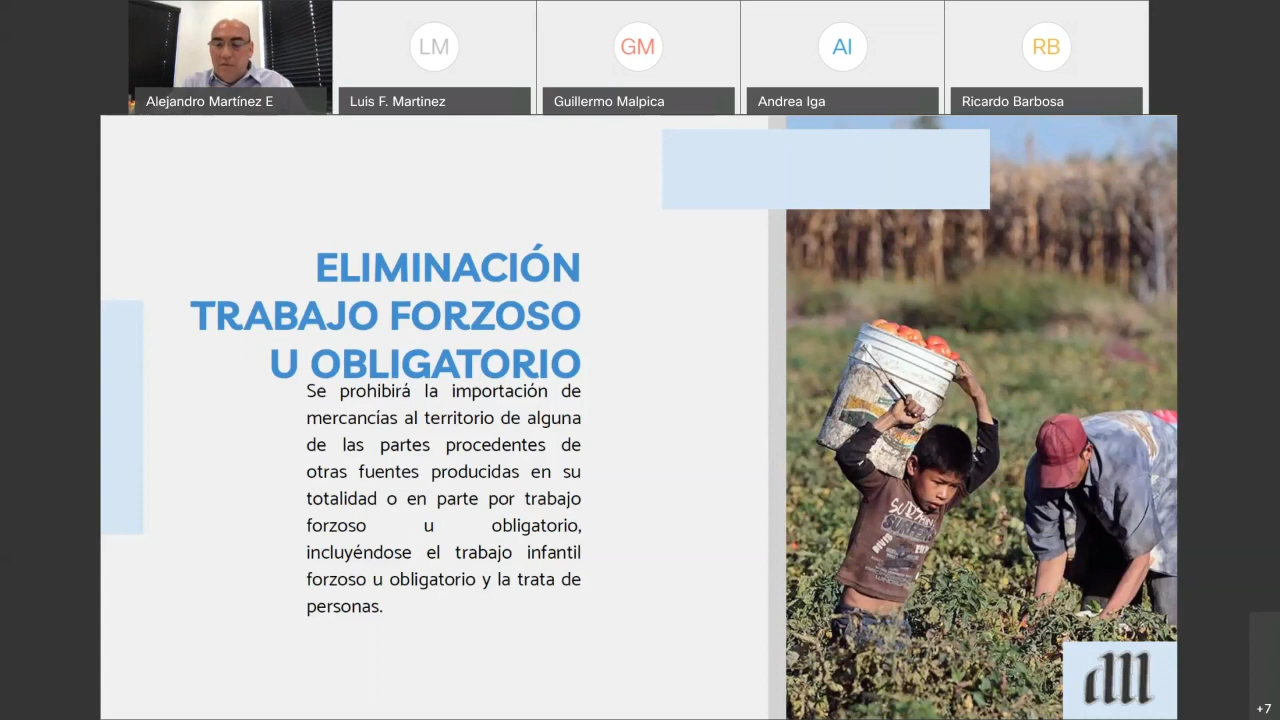 LM
GM
AI
RB
Alejandro Martínez E
Luis F. Martinez
Guillermo Malpica
Andrea Iga
Ricardo Barbosa
ELIMINACIÓN
TRABAJO FORZOSO
U OBLIGATORIO
Se prohibirá la importación de
mercancías al territorio de alguna
de las partes procedentes de
otras fuentes producidas en su
totalidad o en parte por trabajo
forzoso u obligatorio,
incluyéndose el trabajo infantil
forzoso u obligatorio y la trata de
personas.
+7